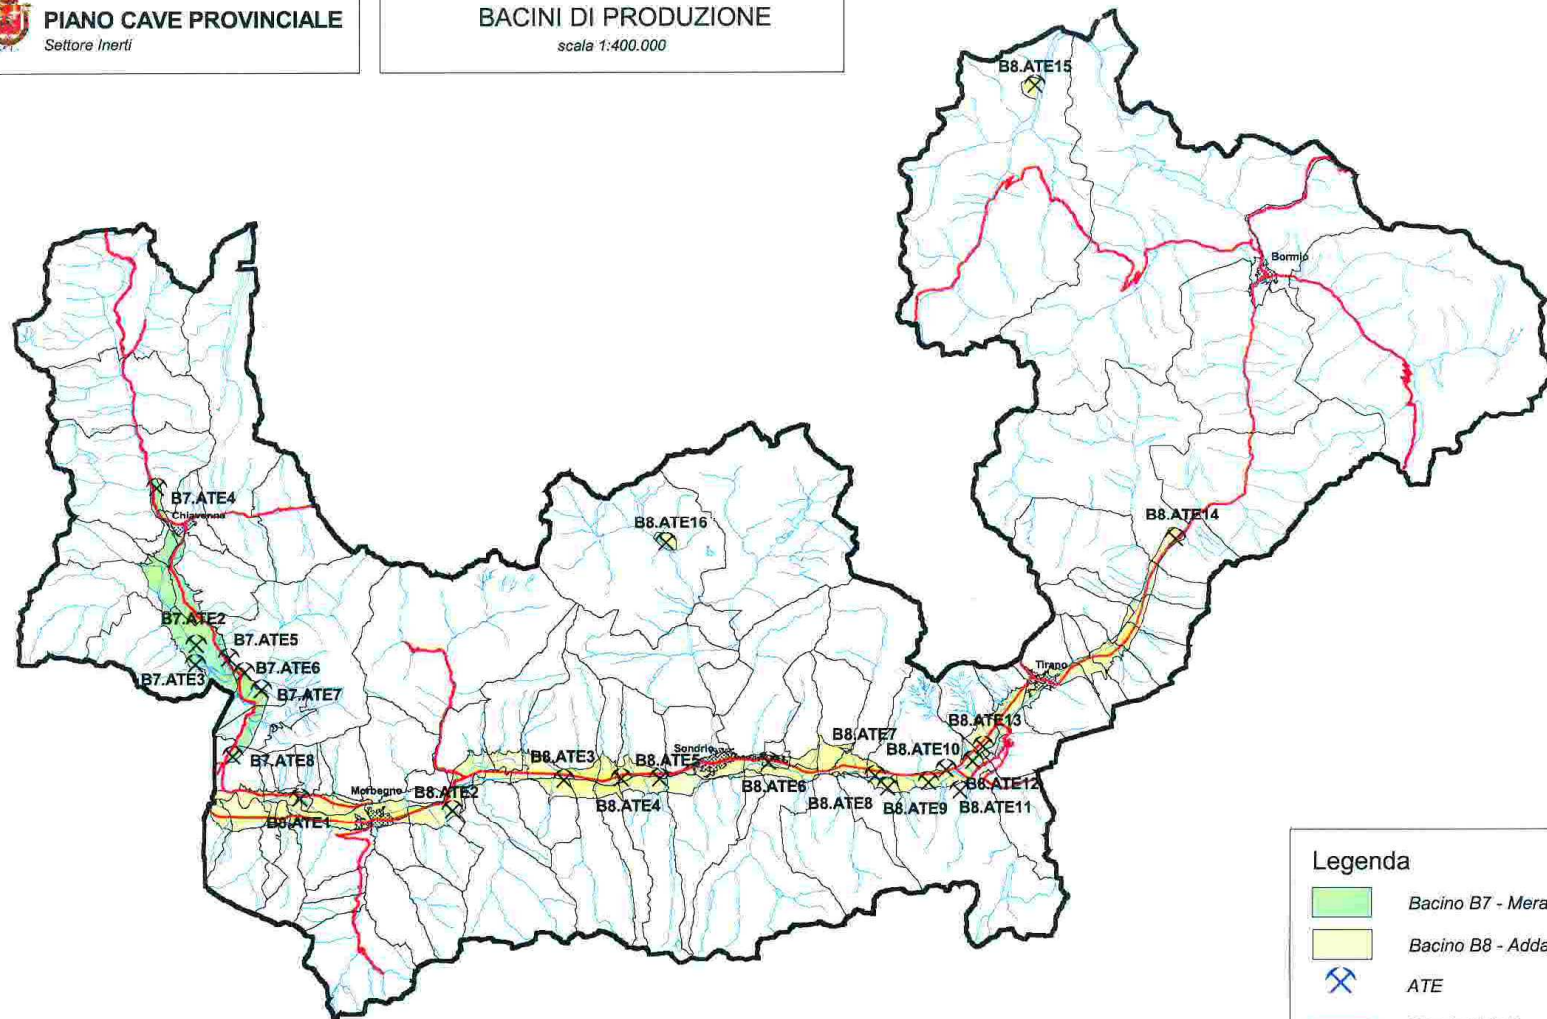 PIANO CAVE PROVINCIALE
Settore Inerti
BACINI DI PRODUZIONE
scala 1:400.000
B8.ATE15
Bormio
B7.ATE4
Chiavenna
B8.ATE16
B8.ATE14
B7.ATE2
B7.ATE5
B7.ATE6
B7.ATE3
B7.ATE7
Tirano
B8.ATE13
B8.ATE7
B8.ATE10
B8.ATE3
B8.ATE5
Sondrio
B7.ATE8
B8.ATE6
B8.ATE12
Morbegno
B8.ATE2
B8.ATE4
B8.ATE8
B8.ATE9
B8.ATE11
B8.ATE1
Legenda
Bacino B7 - Mera
Bacino B8 - Adda
ATE